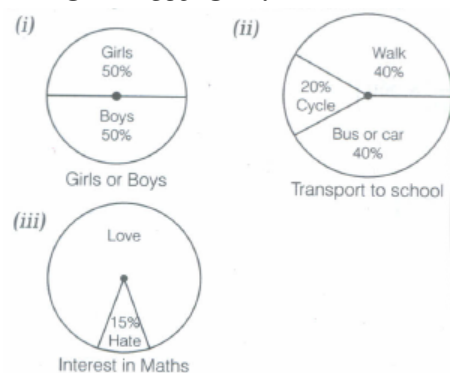 (i)
Girls
50%
Boys
50%
Girls or Boys
(ii)
Walk
40%
20%
Cycle
Bus or car
40%
Transport to school
(iii)
Love
15%
Hate
Interest in Maths